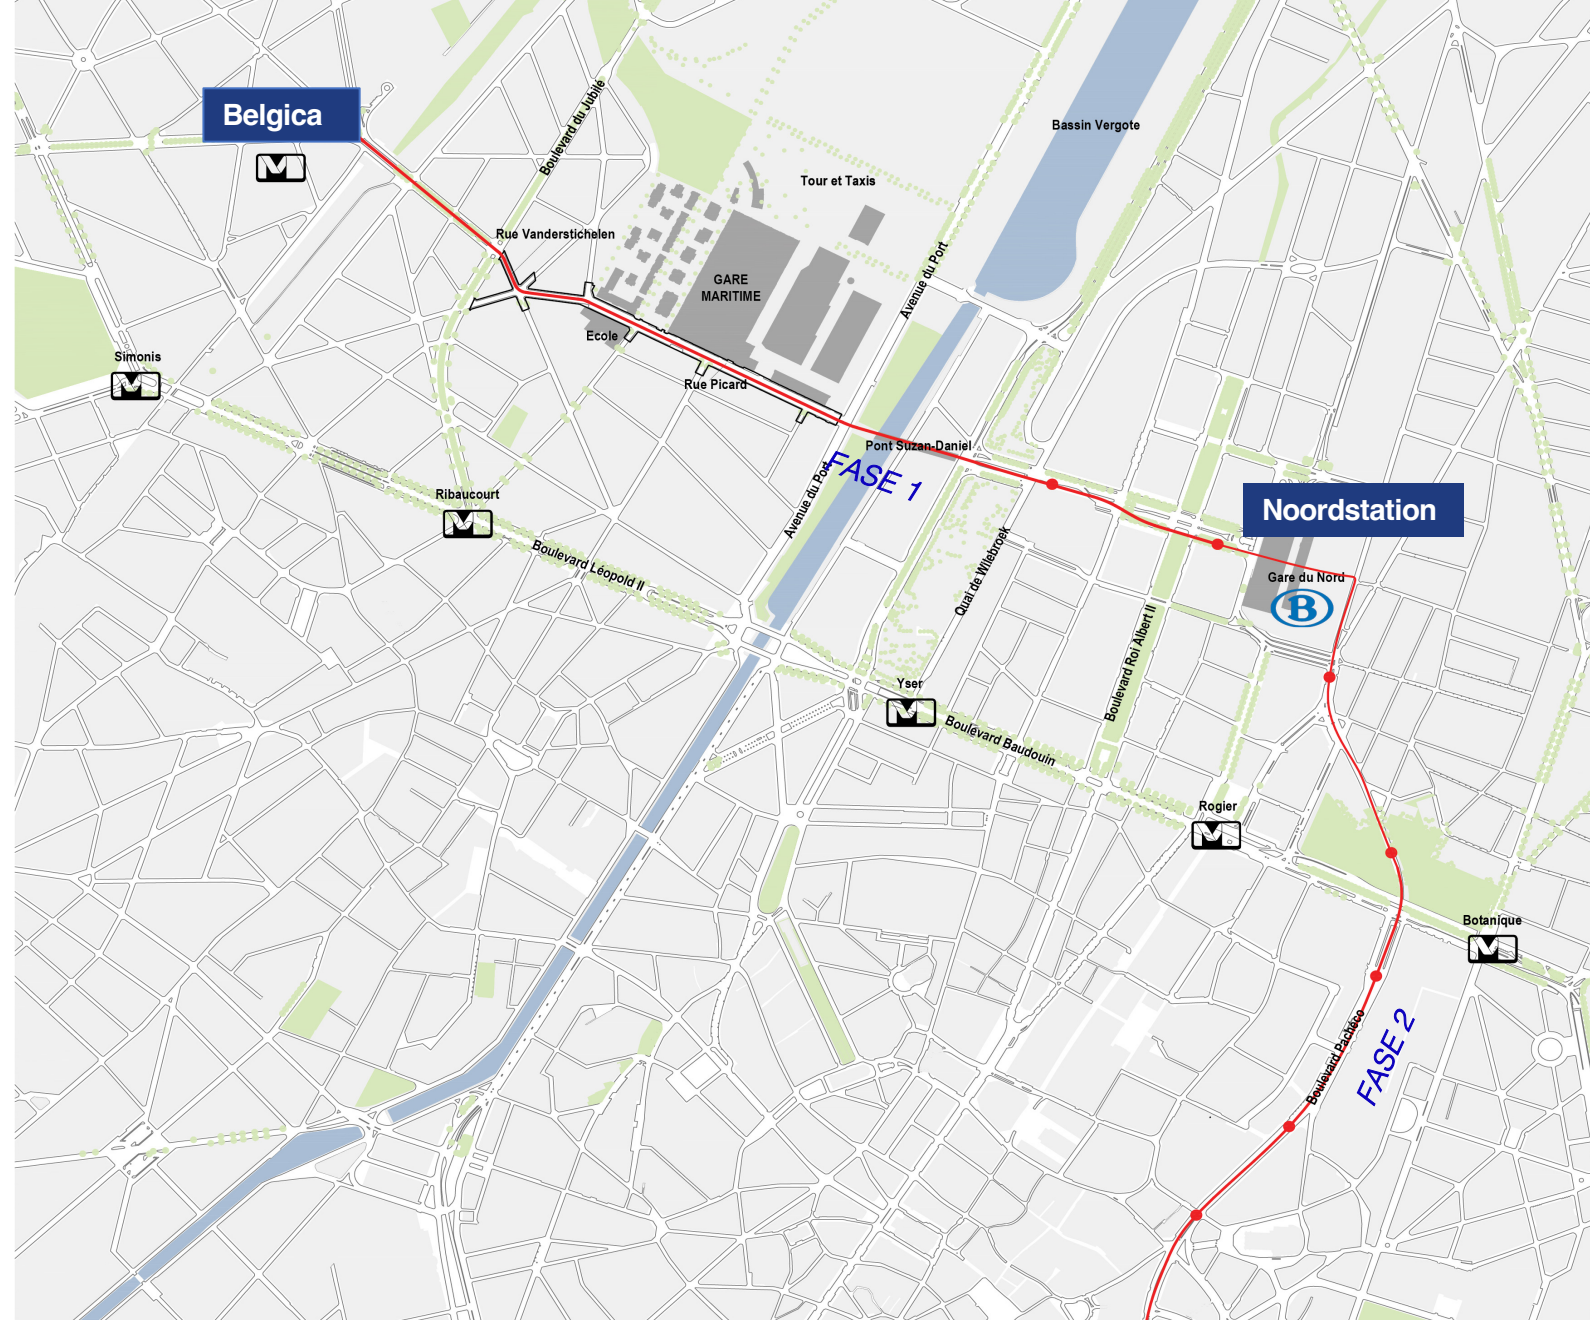 Belgica
Boulevard du Jubilé
Bassin Vergote
Tour et Taxis
Rue Vanderstichelen
GARE
MARITIME
Avenue du Port
Ecole
Simonis
Rue Picard
Pont Suzan-Daniel
FASE 1
Avenue du Port
Ribaucourt
Noordstation
Boulevard Léopold II
Quai de Wilebroek
Gare du Nord
B
Boulevard Roi Albert II
Yser
Boulevard Baudouin
Rogier
Botanique
Boulevard Pachéco
FASE 2